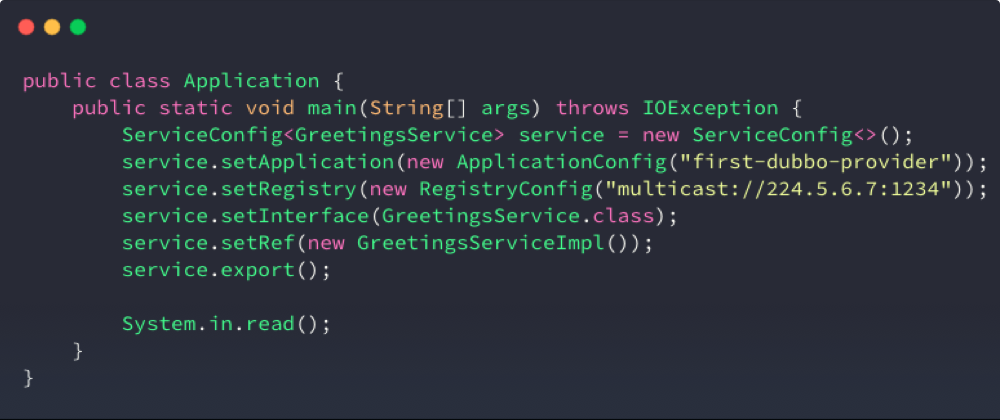 public class Application {
    public static void main(String[] args) throws IOException {
        ServiceConfig<GreetingsService> service = new ServiceConfig<>();
        service.setApplication(new ApplicationConfig("first-dubbo-provider"));
        service.setRegistry(new RegistryConfig("multicast://224.5.6.7:1234"));
        service.setInterface(GreetingsService.class);
        service.setRef(new GreetingsServiceImpl());
        service.export();

        System.in.read();
    }
}